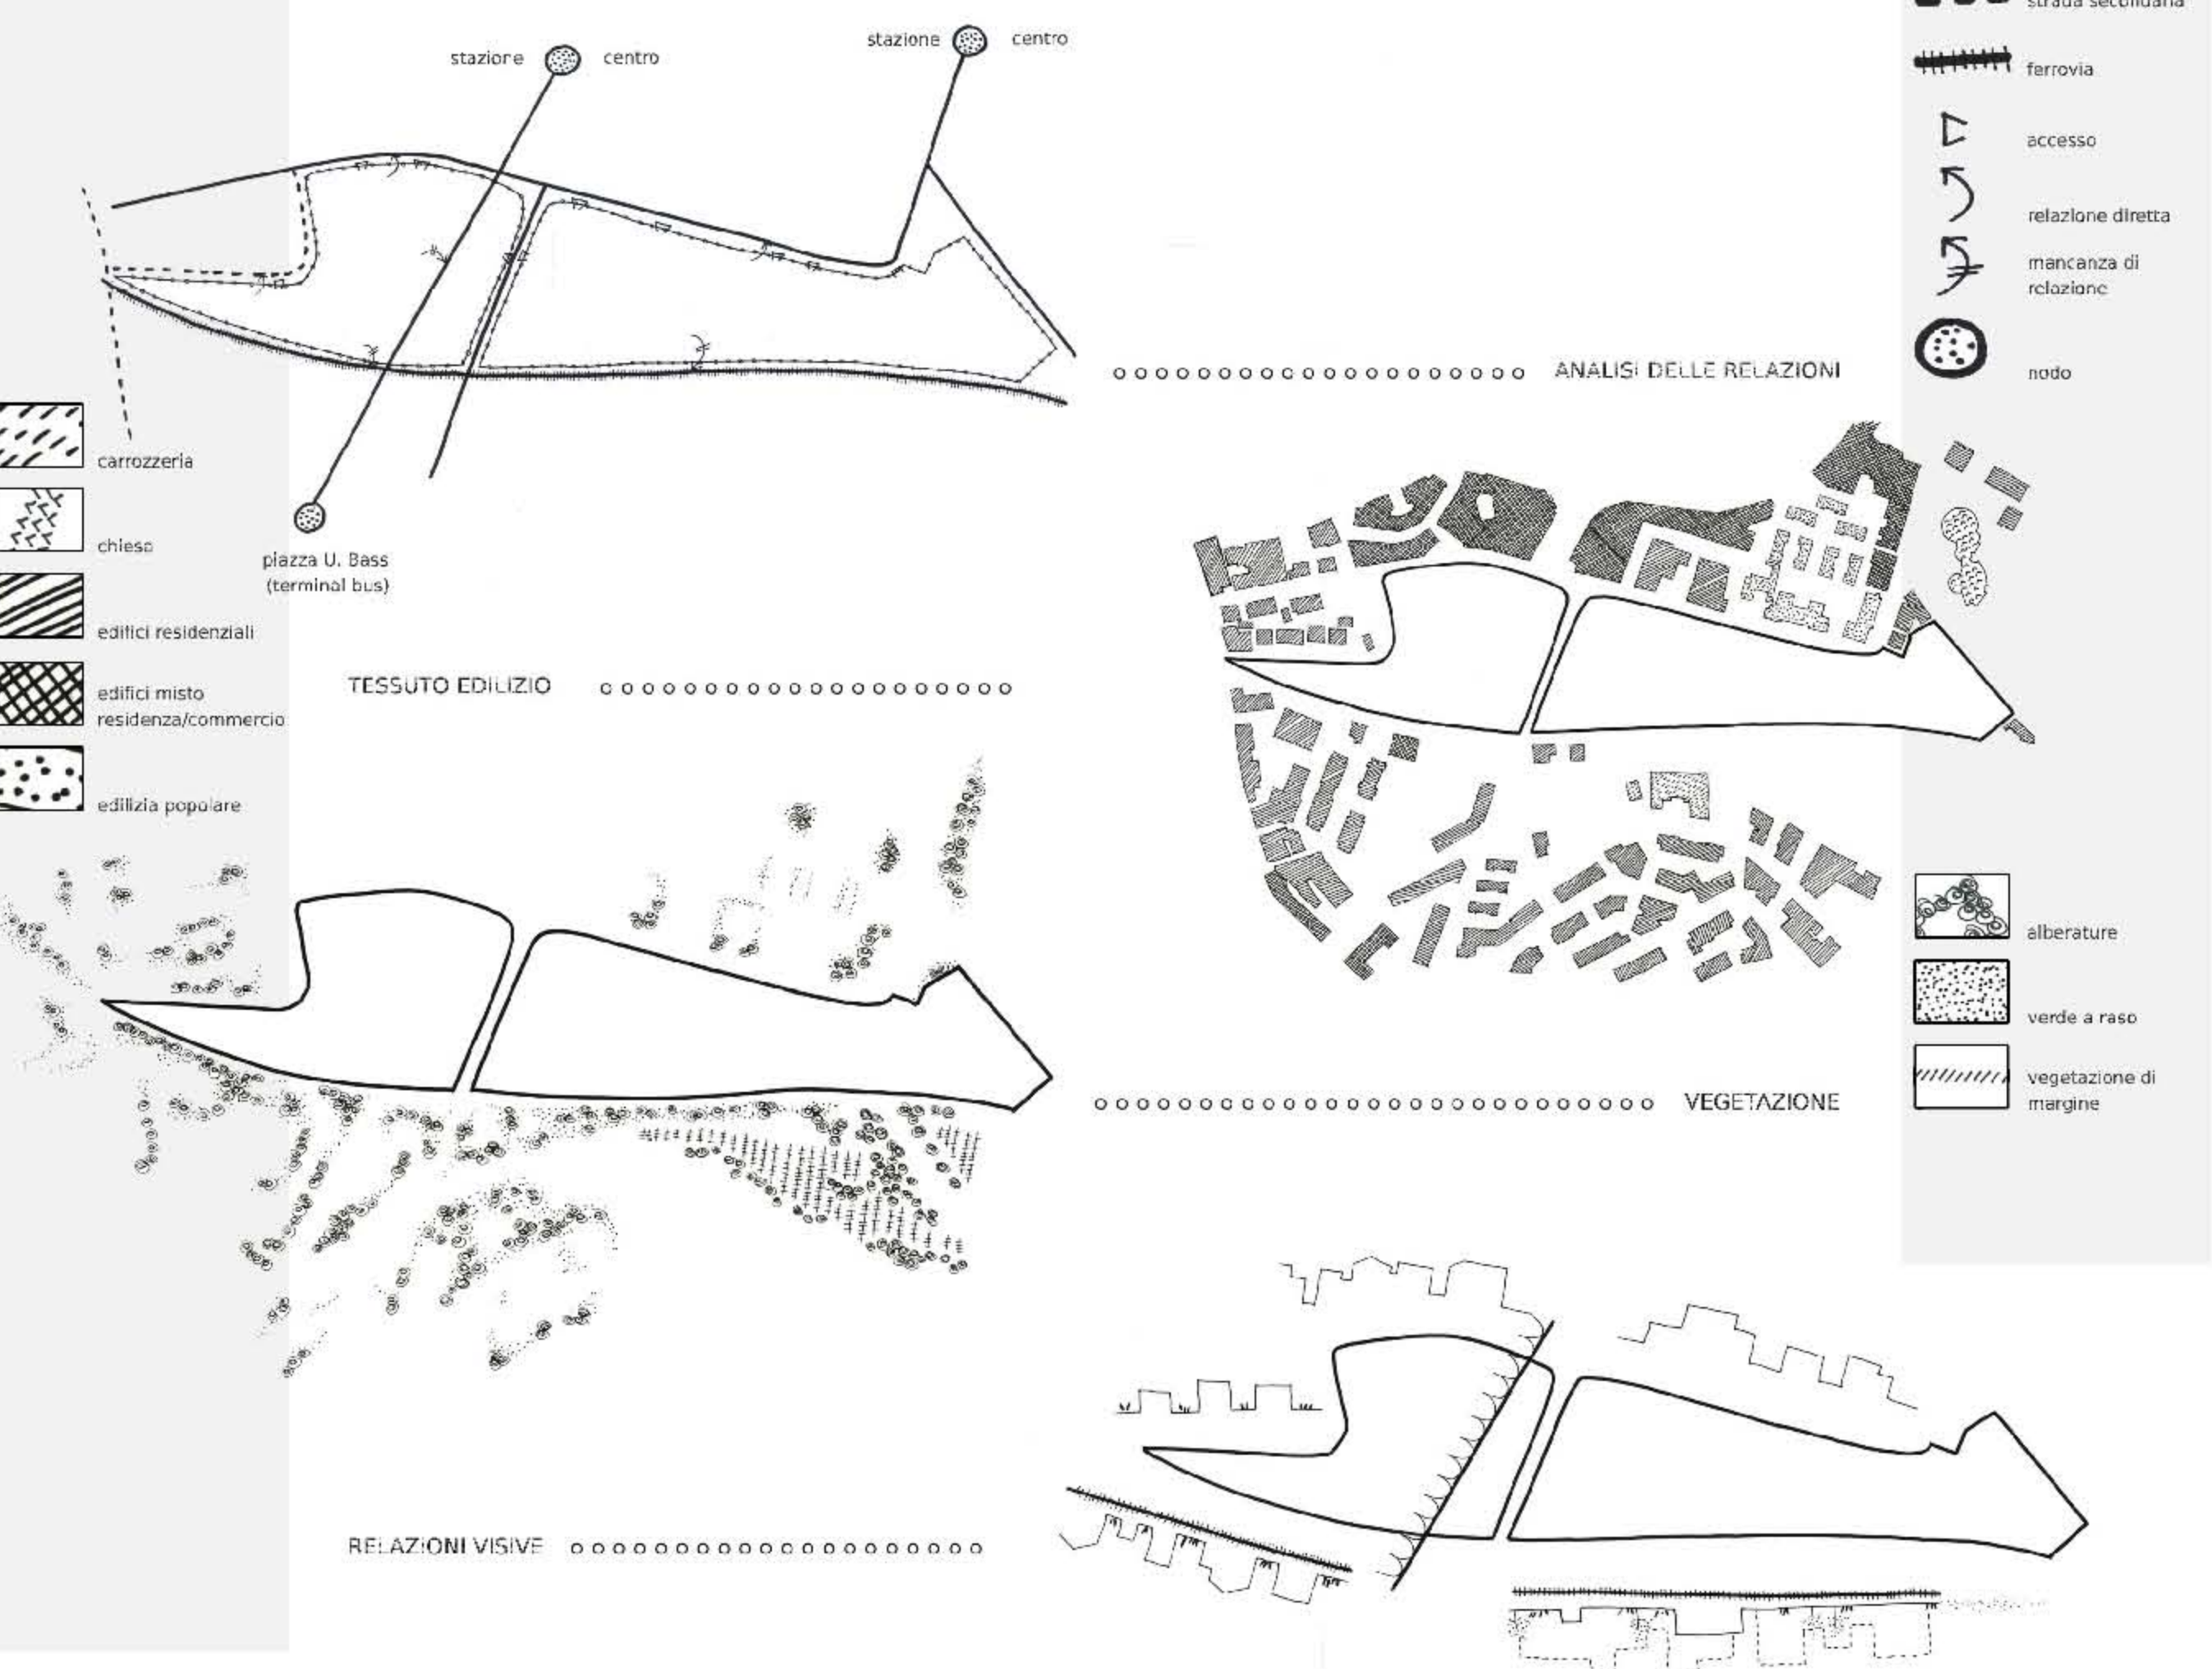 strada secondaria
stazione
centro
stazione
centro
ferrovia
accesso
relazione diretta
mancanza di
relazione
nodo
ANALISI DELLE RELAZIONI
carrozzeria
chiesa
edifici residenziali
edifici misto
residenza/commercio
edilizia popolare
piazza U. Bass
(terminal bus)
TESSUTO EDILIZIO
alberature
verde a raso
vegetazione di
margine
VEGETAZIONE
RELAZIONI VISIVE